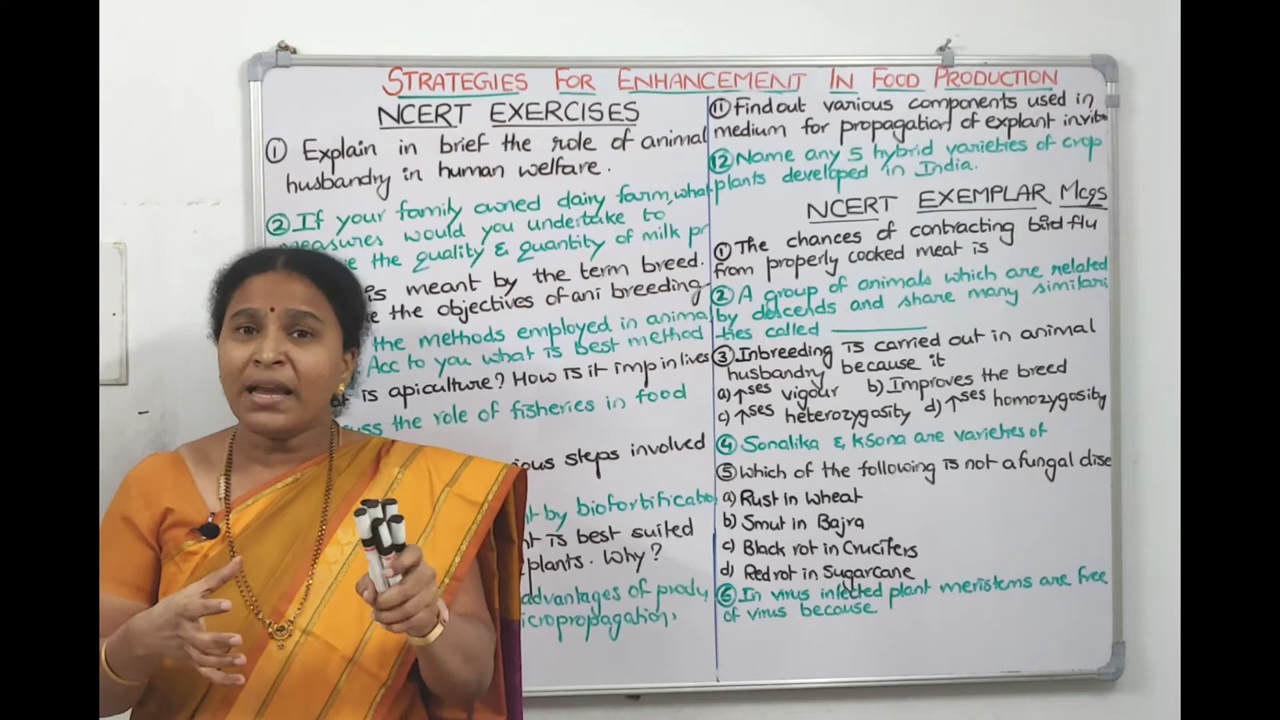 STRATEGIES FOR ENHANCEMENT IN FOOD PRODUCTION
NCERT EXERCISES
① Explain in brief the role of animal
husbandry in human welfare.
② If your family owned dairy farm, what
measures would you undertake to
the quality & quantity of milk pr
is meant by the term breed.
the objectives of ani breeding
the methods employed in animal
Acc to you what is best method
is apiculture? How is it imp in lives
the role of fisheries in food
steps involved
by biofortification
is best suited
plants. Why?
advantages of produ
micropropagation,
⑪ Find out various components used in
medium for propagation of explant invitro
⑫ Name any 5 hybrid varieties of crop
plants developed in India.
NCERT EXEMPLAR Mcqs
① The chances of contracting bird flu
from properly cooked meat is
② A group of animals which are related
by descends and share many similari
ties called ________
③ Inbreeding is carried out in animal
husbandry because it
a) ↑ses vigour b) Improves the breed
c) ↑ses heterozygosity d) ↑ses homozygosity
④ Sonalika & KSona are varieties of
⑤ Which of the following is not a fungal dise
a) Rust in Wheat
b) Smut in Bajra
c) Black rot in Crucifers
d) Red rot in Sugarcane
⑥ In virus infected plant meristems are free
of virus because